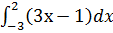 ∫_{-3}^{2}(3x − 1)dx